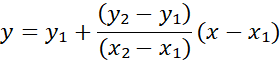 y = y₁ + (y₂ − y₁)/(x₂ − x₁) (x − x₁)